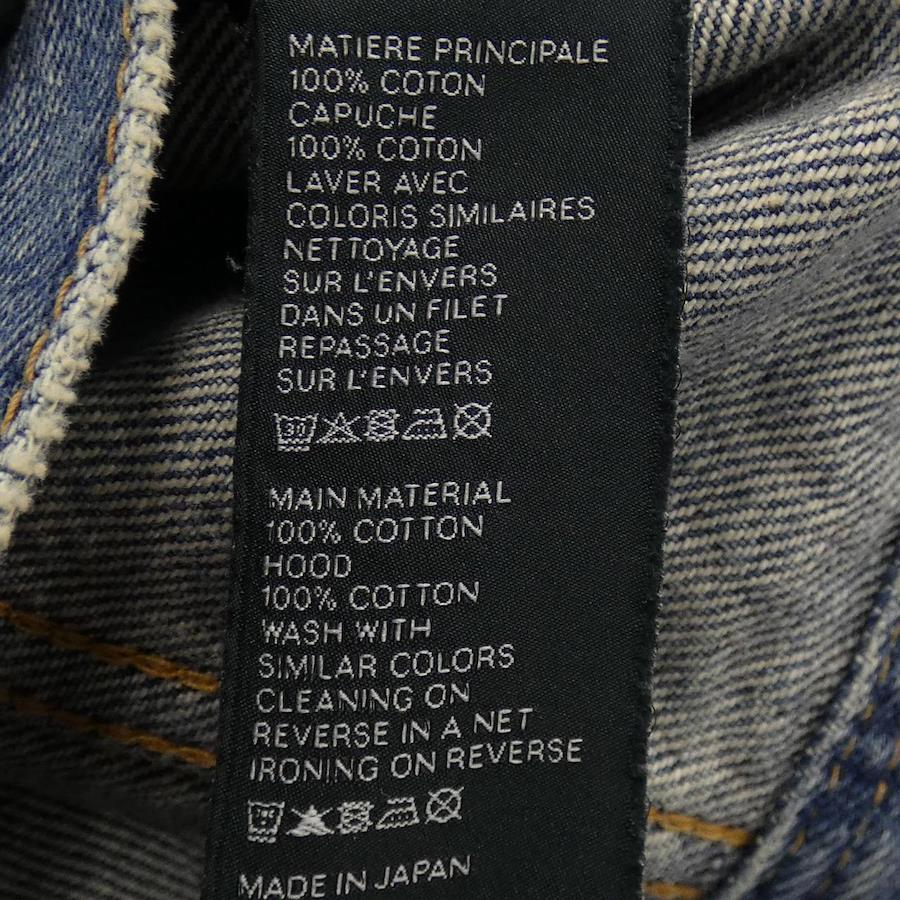 MATIERE PRINCIPALE
100% COTON
CAPUCHE
100% COTON
LAVER AVEC
COLORIS SIMILAIRES
NETTOYAGE
SUR L'ENVERS
DANS UN FILET
REPASSAGE
SUR L'ENVERS
30
MAIN MATERIAL
100% COTTON
HOOD
100% COTTON
WASH WITH
SIMILAR COLORS
CLEANING ON
REVERSE IN A NET
IRONING ON REVERSE
MADE IN JAPAN